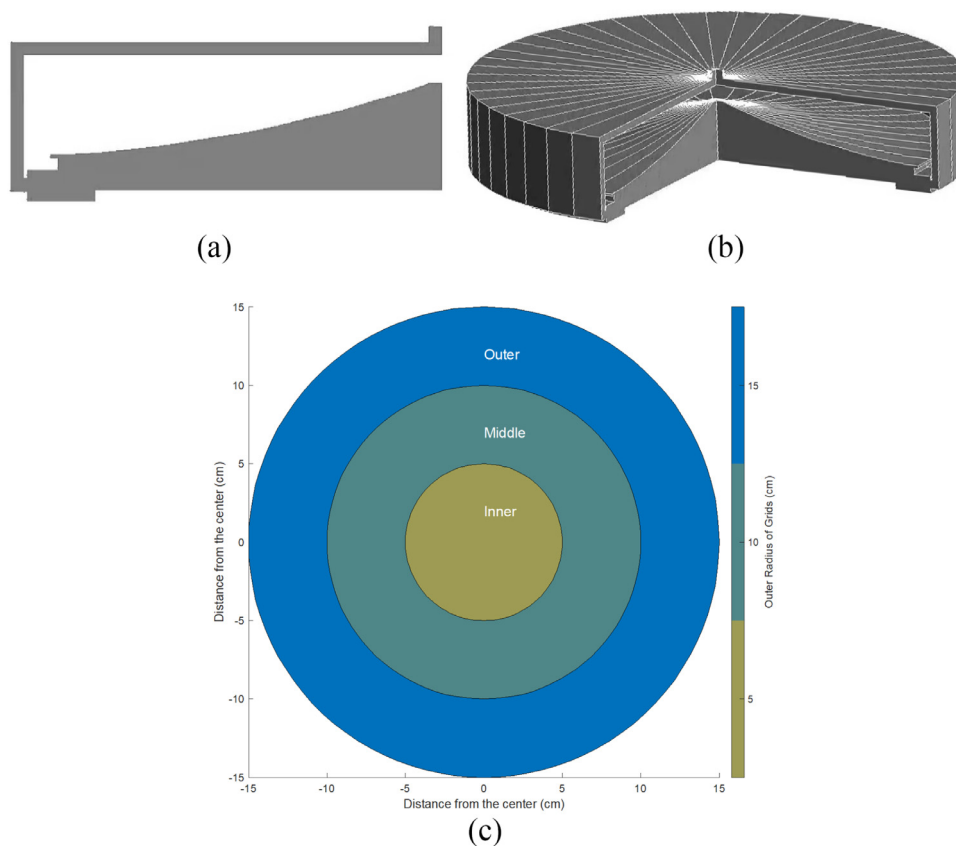 (a)
(b)
15
10
5
0
-5
-10
-15
Distance from the center (cm)
Outer
Middle
Inner
-15 -10 -5 0 5 10 15
Distance from the center (cm)
15
10
5
Outer Radius of Grids (cm)
(c)